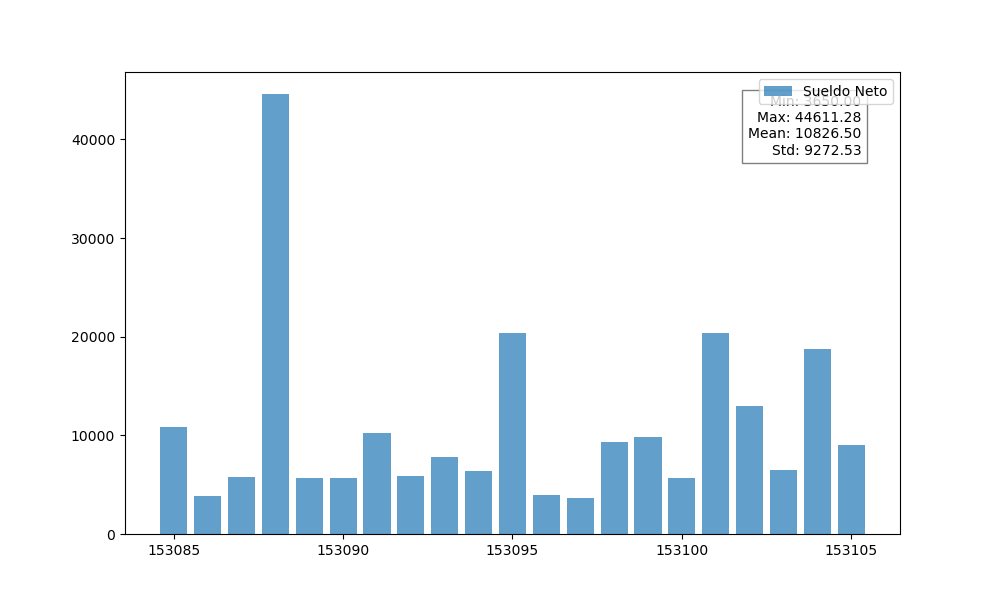 Sueldo Neto
Min: 3650.00
Max: 44611.28
Mean: 10826.50
Std: 9272.53
40000
30000
20000
10000
0
153085 153090 153095 153100 153105